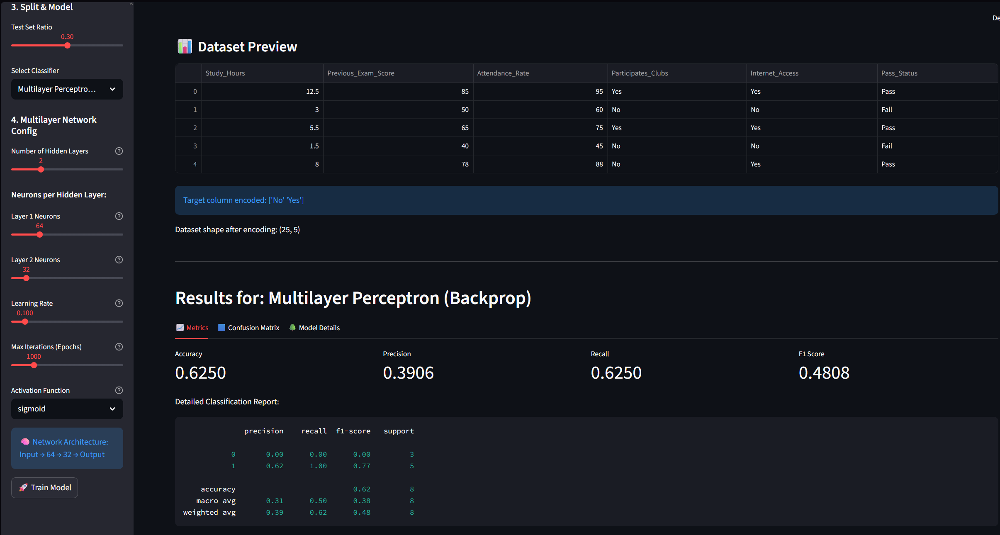 3. Split & Model
Test Set Ratio
0.30
Select Classifier
Multilayer Perceptro...
4. Multilayer Network
Config
Number of Hidden Layers
2
Neurons per Hidden Layer:
Layer 1 Neurons
64
Layer 2 Neurons
32
Learning Rate
0.100
Max Iterations (Epochs)
1000
Activation Function
sigmoid
Network Architecture:
Input → 64 → 32 → Output
Train Model
De
Dataset Preview
Study_Hours Previous_Exam_Score Attendance_Rate Participates_Clubs Internet_Access Pass_Status
0 12.5 85 95 Yes Yes Pass
1 3 50 60 No No Fail
2 5.5 65 75 Yes Yes Pass
3 1.5 40 45 No No Fail
4 8 78 88 No Yes Pass
Target column encoded: ['No' 'Yes']
Dataset shape after encoding: (25, 5)
Results for: Multilayer Perceptron (Backprop)
Metrics Confusion Matrix Model Details
Accuracy Precision Recall F1 Score
0.6250 0.3906 0.6250 0.4808
Detailed Classification Report:
precision recall f1-score support
0 0.00 0.00 0.00 3
1 0.62 1.00 0.77 5
accuracy 0.62 8
macro avg 0.31 0.50 0.38 8
weighted avg 0.39 0.62 0.48 8